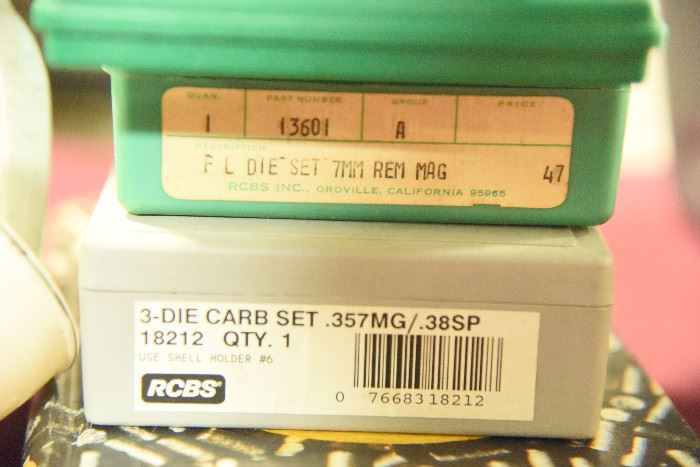 QUAN. PART NUMBER GROUP PRICE
1 13601 A
DESCRIPTION
F L DIE SET 7MM REM MAG 47
RCBS INC., OROVILLE, CALIFORNIA 95965
3-DIE CARB SET .357MG/.38SP
18212 QTY. 1
USE SHELL HOLDER #6
RCBS
0 7668318212